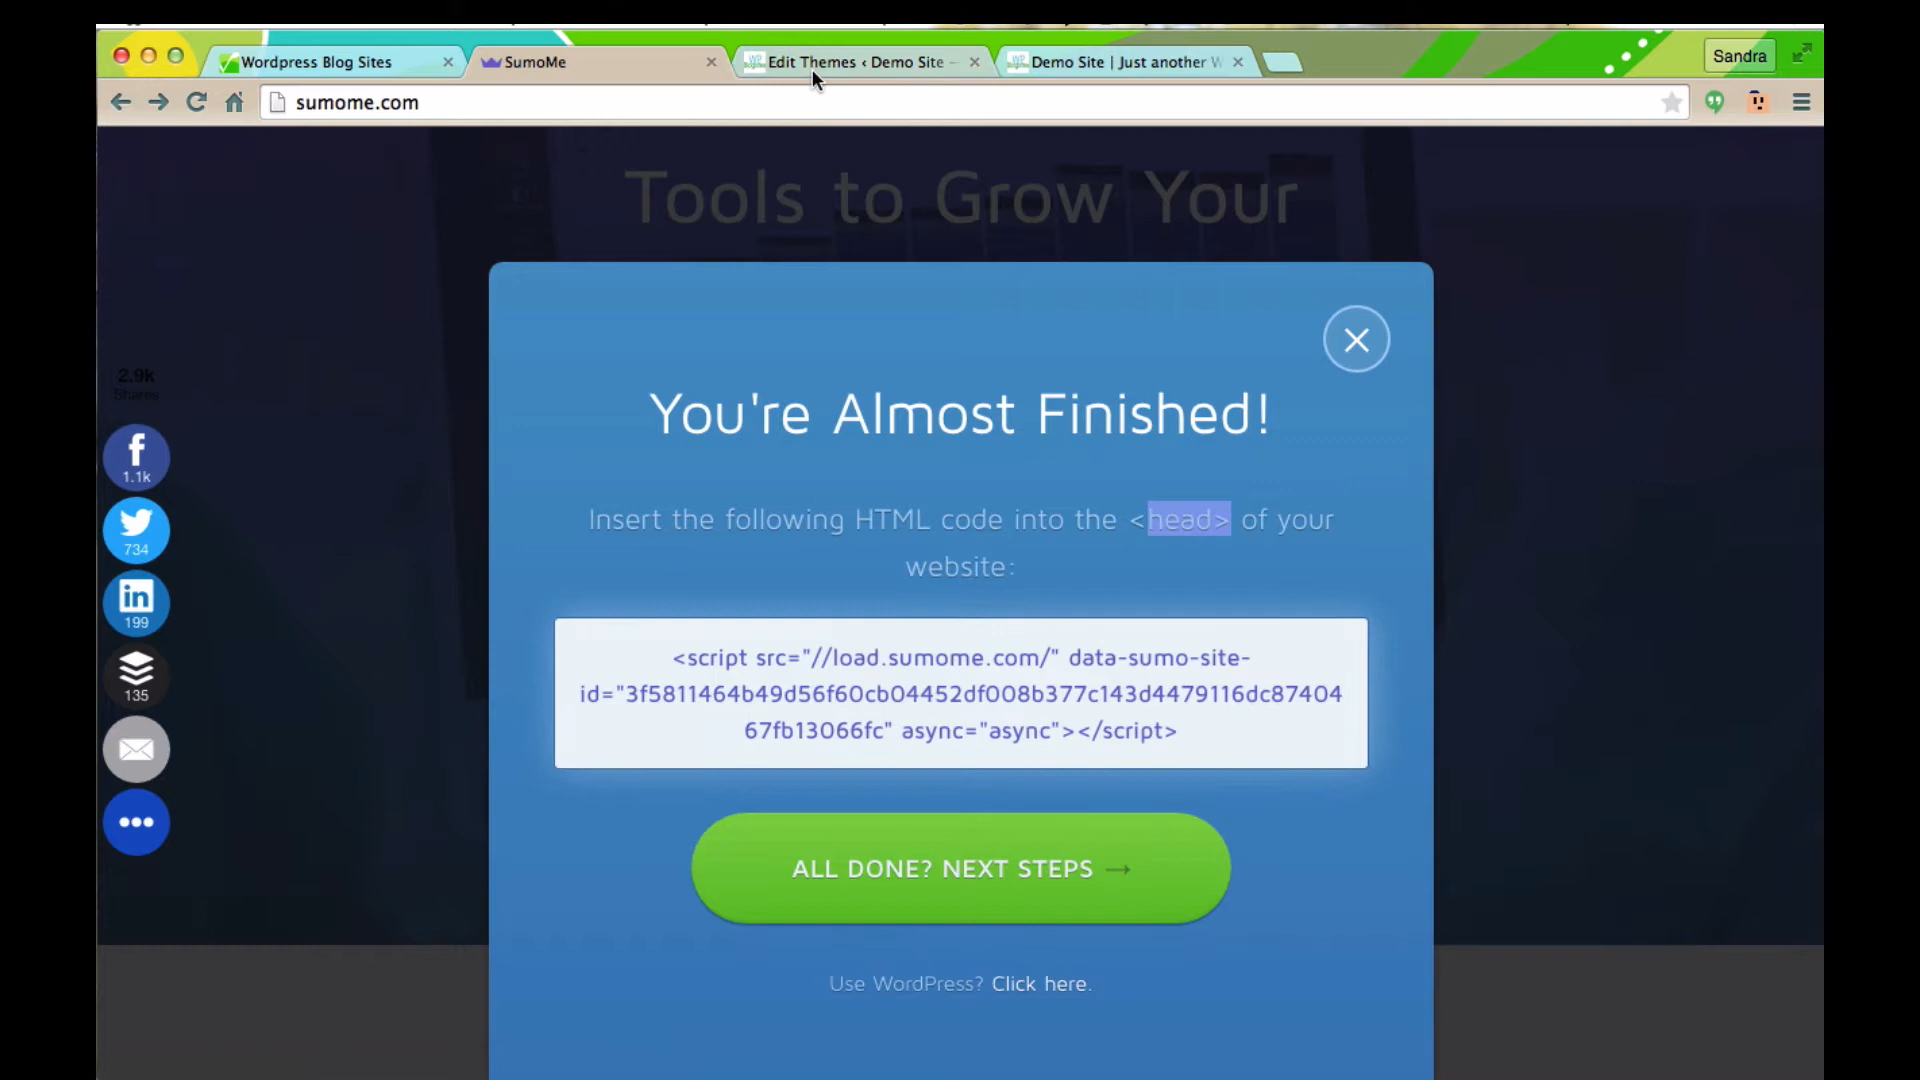 Wordpress Blog Sites
SumoMe
Edit Themes ‹ Demo Site –
Demo Site | Just another W
Sandra
sumome.com
Tools to Grow Your
2.9k
Shares
1.1k
734
199
135
You're Almost Finished!
Insert the following HTML code into the <head> of your
website:
<script src="//load.sumome.com/" data-sumo-site-
id="3f5811464b49d56f60cb04452df008b377c143d4479116dc87404
67fb13066fc" async="async"></script>
ALL DONE? NEXT STEPS →
Use WordPress? Click here.